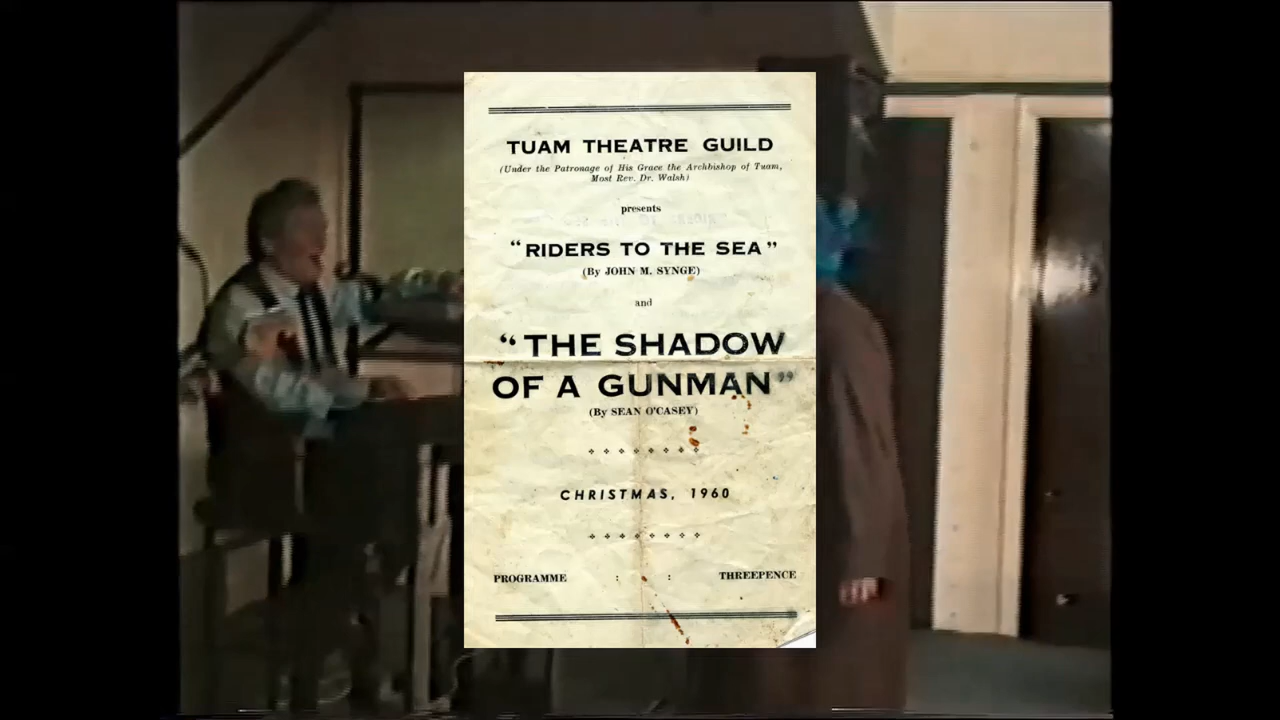 TUAM THEATRE GUILD
(Under the Patronage of His Grace the Archbishop of Tuam,
Most Rev. Dr. Walsh)
presents
“RIDERS TO THE SEA”
(By JOHN M. SYNGE)
and
“THE SHADOW
OF A GUNMAN”
(By SEAN O'CASEY)
CHRISTMAS, 1960
PROGRAMME : : THREEPENCE